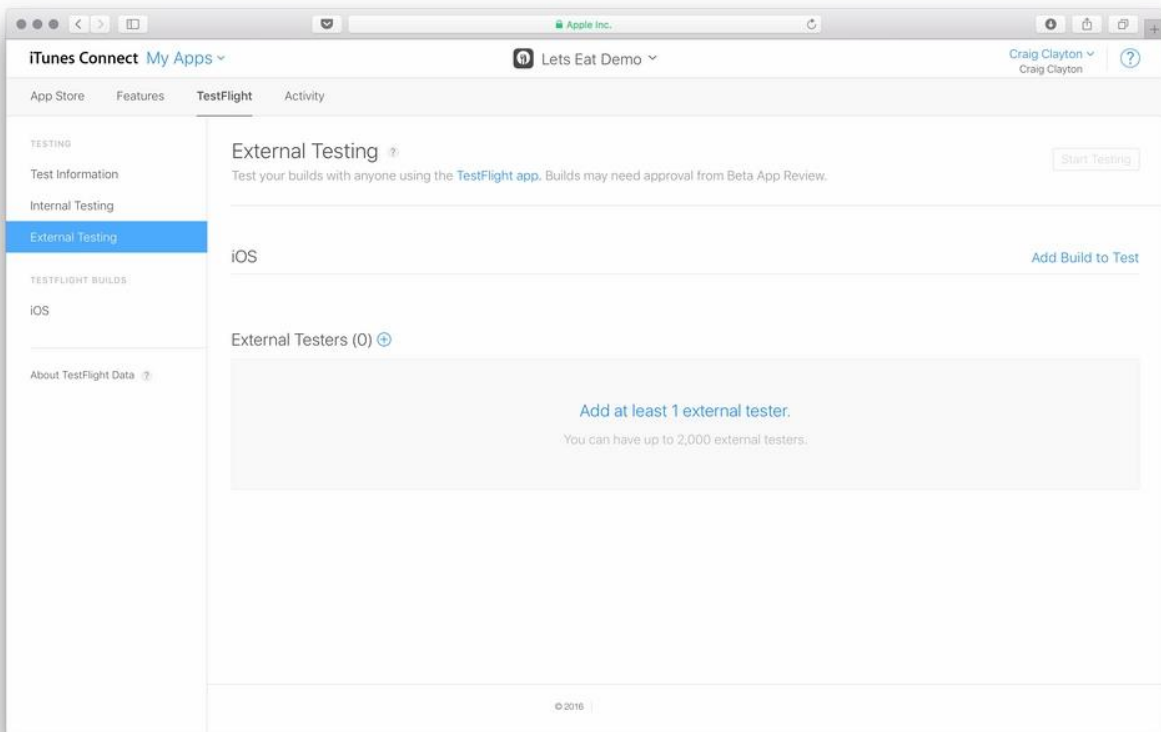 Apple Inc.
iTunes Connect My Apps
Lets Eat Demo
Craig Clayton
Craig Clayton
?
App Store Features TestFlight Activity
TESTING
Test Information
Internal Testing
External Testing
TESTFLIGHT BUILDS
iOS
About TestFlight Data ?
External Testing ?
Start Testing
Test your builds with anyone using the TestFlight app. Builds may need approval from Beta App Review.
iOS
Add Build to Test
External Testers (0)
Add at least 1 external tester.
You can have up to 2,000 external testers.
© 2016